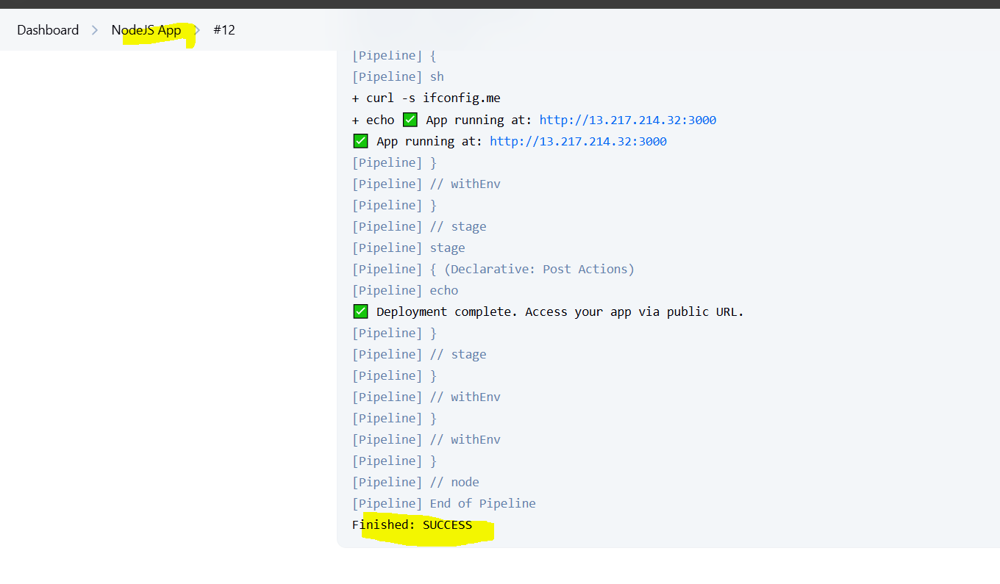 Dashboard > NodeJS App > #12
[Pipeline] {
[Pipeline] sh
+ curl -s ifconfig.me
+ echo ✅ App running at: http://13.217.214.32:3000
✅ App running at: http://13.217.214.32:3000
[Pipeline] }
[Pipeline] // withEnv
[Pipeline] }
[Pipeline] // stage
[Pipeline] stage
[Pipeline] { (Declarative: Post Actions)
[Pipeline] echo
✅ Deployment complete. Access your app via public URL.
[Pipeline] }
[Pipeline] // stage
[Pipeline] }
[Pipeline] // withEnv
[Pipeline] }
[Pipeline] // withEnv
[Pipeline] }
[Pipeline] // node
[Pipeline] End of Pipeline
Finished: SUCCESS